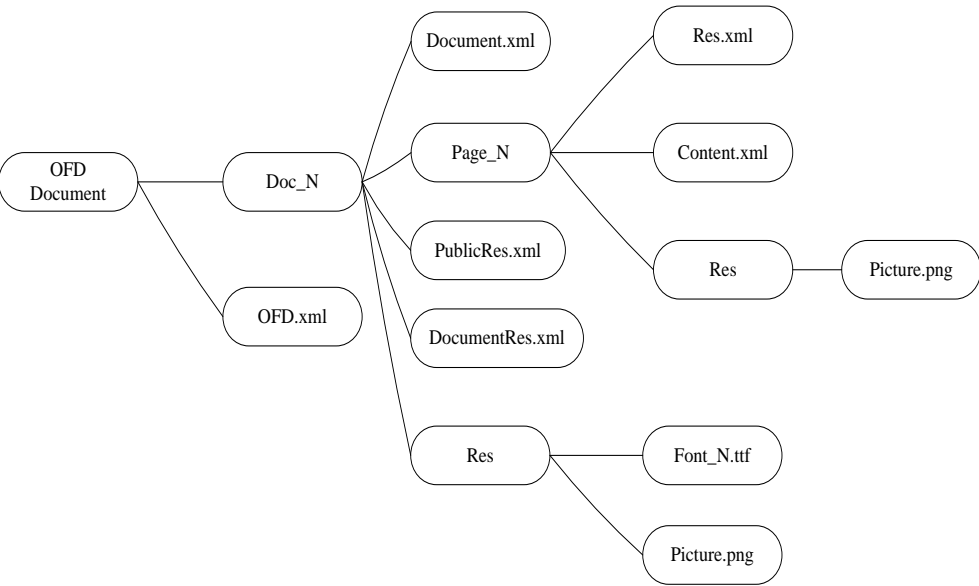 OFD
Document
Doc_N
OFD.xml
Document.xml
Page_N
PublicRes.xml
DocumentRes.xml
Res
Res.xml
Content.xml
Res
Picture.png
Font_N.ttf
Picture.png